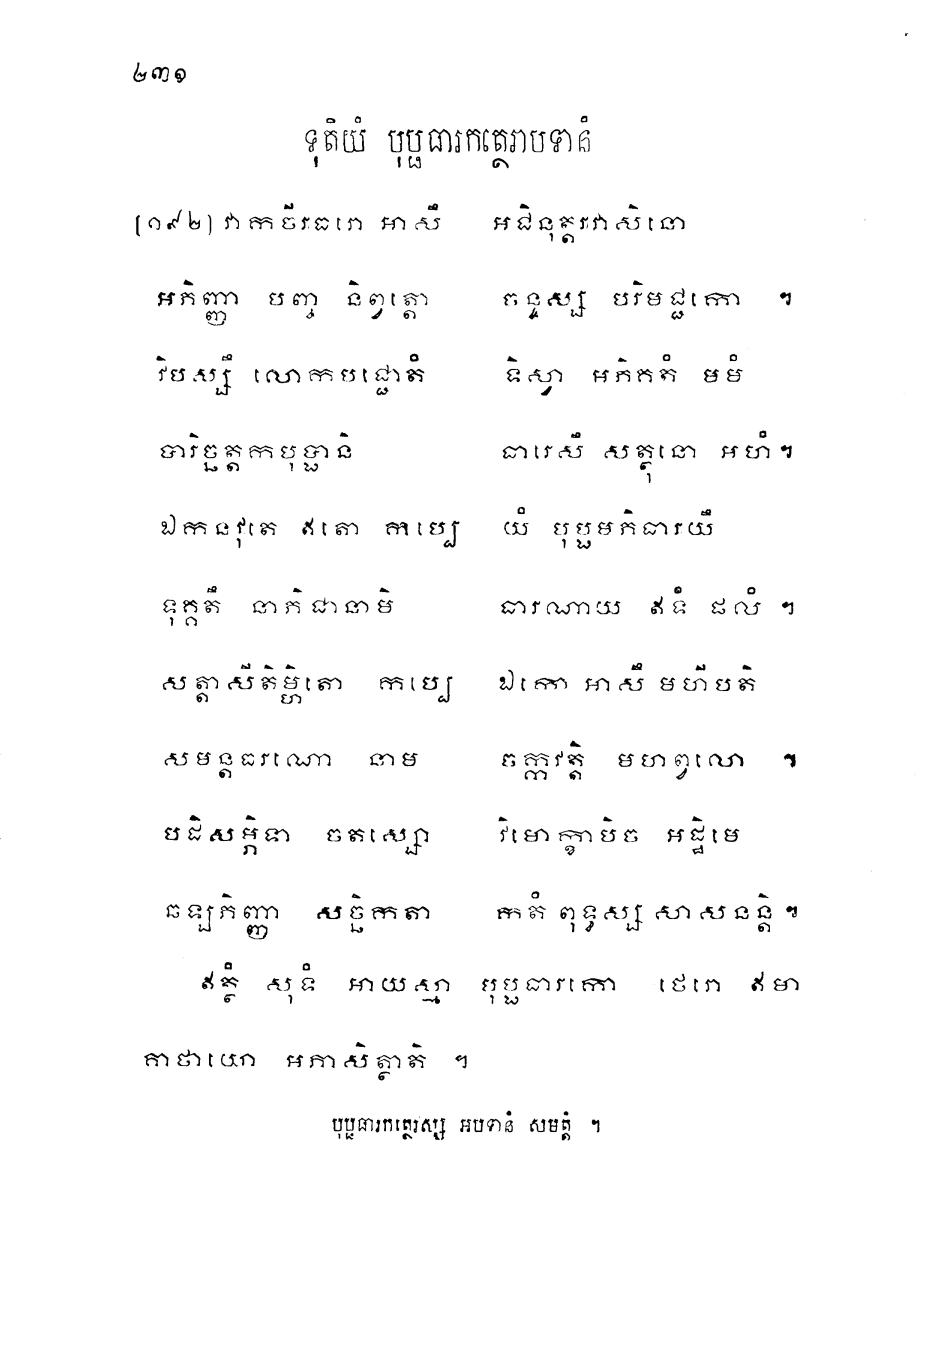 ២៣១
ទុតិយំ បុប្ផធារកត្ថេរាបទានំ
[១៩២] វាកចីរធរោ អាសឹ អជិនុត្តរវាសិនោ
អភិញ្ញា បញ្ច និព្វត្តោ ចន្ទស្ស បរិមជ្ជកោ ។
វិបស្សឹ លោកបជ្ជោតំ ទិស្វា អភិគតំ មមំ
បារិច្ឆត្តកបុប្ផានិ ធារេសឹ សត្ថុនោ អហំ។
ឯកនវុតេ ឥតោ កប្បេ យំ បុប្ផមភិធារយឹ
ទុគ្គតឹ នាភិជានាមិ ធារណាយ ឥទំ ផលំ ។
សត្តាសីតិម្ហិតោ កប្បេ ឯកោ អាសឹ មហីបតិ
សមន្តធរណោ នាម ចក្កវត្តិ មហព្វលោ ។
បដិសម្ភិទា ចតស្សោ វិមោក្ខាបិច អដ្ឋិមេ
ឆឡភិញ្ញា សច្ឆិកតា កតំ ពុទ្ធស្ស សាសនន្តិ។
ឥត្ថំ សុទំ អាយស្មា បុប្ផធារកោ ថេរោ ឥមា
គាថាយោ អភាសិត្ថាតិ ។
បុប្ផធារកត្ថេរស្ស អបទានំ សមត្តំ ។